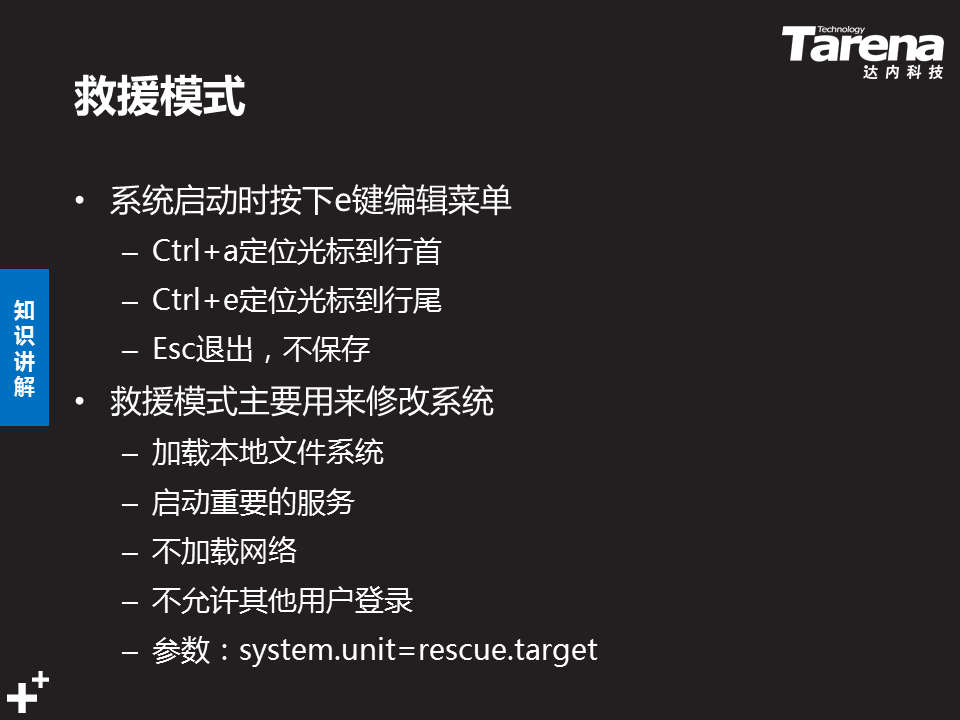 Technology
Tarena
达内科技
救援模式
• 系统启动时按下e键编辑菜单
– Ctrl+a定位光标到行首
– Ctrl+e定位光标到行尾
– Esc退出，不保存
知识讲解
• 救援模式主要用来修改系统
– 加载本地文件系统
– 启动重要的服务
– 不加载网络
– 不允许其他用户登录
– 参数：system.unit=rescue.target